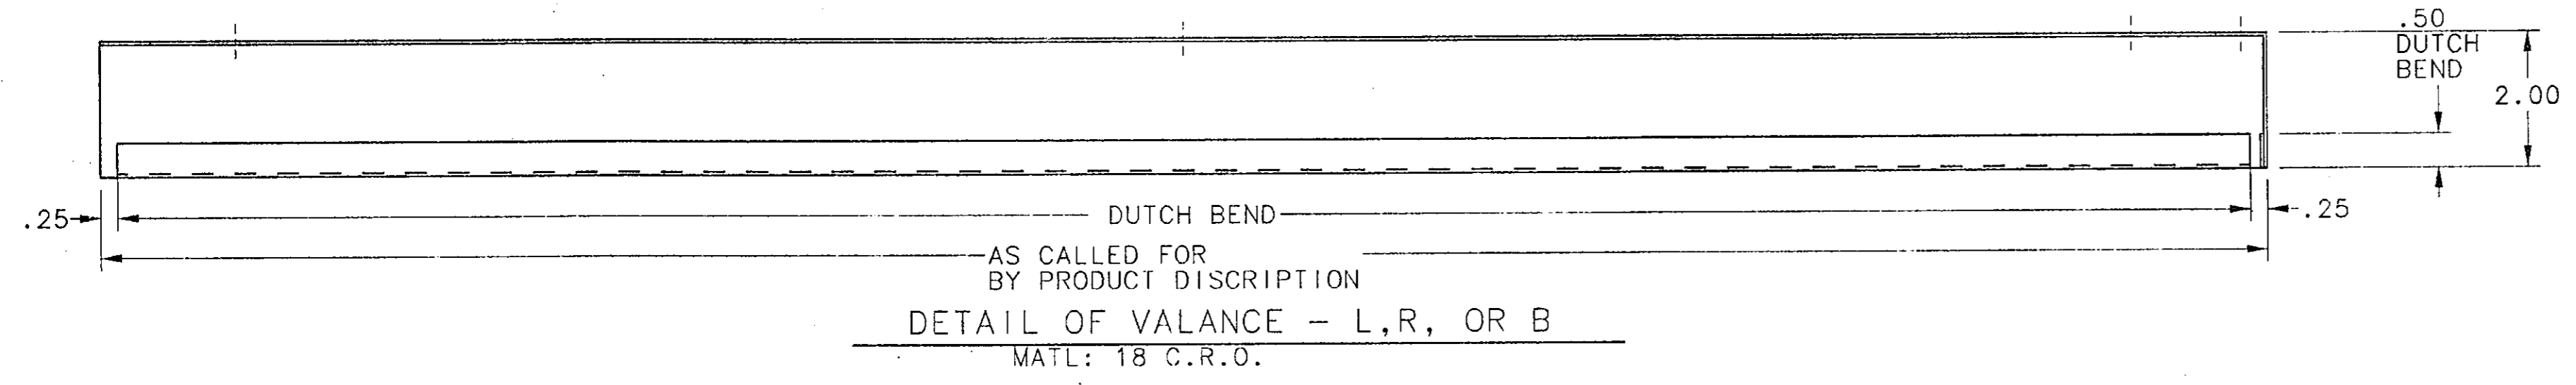 .50
DUTCH
BEND
2.00
.25
DUTCH BEND
.25
AS CALLED FOR
BY PRODUCT DISCRIPTION
DETAIL OF VALANCE - L,R, OR B
MATL: 18 C.R.O.